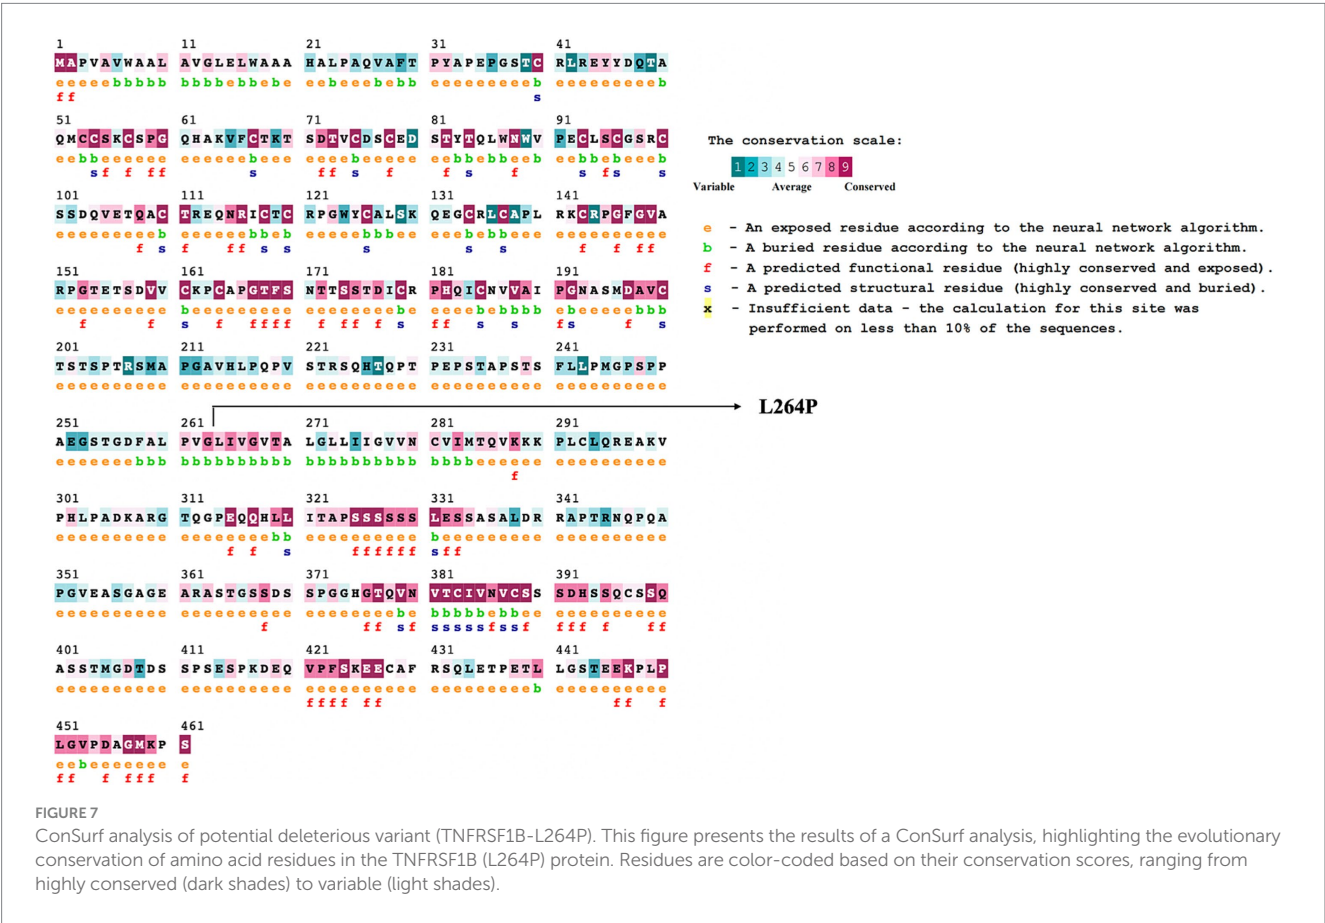 1 11 21 31 41
MAPVAVWAAL AVGLELWAAA HALPAQVAFT PYAPEPGSTC RLREYYDQTA
eeeeebbbbb bbbbebbebe eebeeebebb eeeeeeeeeb eeeeeeeeeb
ff s
51 61 71 81 91
QMCCSKCSPG QHAKVFCTKT SDTVCDSCED STYTQLWNWV PECLSCGSRC
eebbeeeeee eeeeeebeee eeeebeeeee eebbebbeeb eebbebeeeb
sf f ff s ff s f f s f s fs s
101 111 121 131 141
SSDQVETQAC TREQNRICTC RPGWYCALSK QEGCRLCAPL RKCRPGFGVA
eeeeeeeeeb eeeeeebbeb eeebbbbeee eeebebbeee eeeeeeeeee
f s f ff s s s s s f f ff
151 161 171 181 191
RPGTETSDVV CKPCAPGTFS NTTSSTDICR PHQICNVVAI PGNASMDAVC
eeeeeeeeee beeeeeeeee eeeeeeeebe eeebbebbbb ebeeeeebbb
f f s f ffff f ff f s ff s ssss fs f s
201 211 221 231 241
TSTSPTRSMA PGAVHLPQPV STRSQHTQPT PEPSTAPSTS FLLPMGPSPP
eeeeeeeeee eeeeeeeeee eeeeeeeeee eeeeeeeeee eeeeeeeeee
L264P
251 261 271 281 291
AEGSTGDFAL PVGLIVGVTA LGLLIIGVVN CVIMTQVKKK PLCLQREAKV
eeeeeeebbb bbbbbbbbbb bbbbbbbbbb bbbbeeeeee eeeeeeeeee
f
301 311 321 331 341
PHLPADKARG TQGPEQQHLL ITAPSSSSSS LESSASALDR RAPTRNQPQA
eeeeeeeeee eeeeeeeebb eeeeeeeeee beeeeeeeee eeeeeeeeee
f f s ffffff sff
351 361 371 381 391
PGVEASGAGE ARASTGSSDS SPGGHGTQVN VTCIVNVCSS SDHSSQCSSQ
eeeeeeeeee eeeeeeeeee eeeeeeeebe bbbbbebbee eeeeeeeeee
f ff sf sssssfssf fff f ff
401 411 421 431 441
ASSTMGDTDS SPSESPKDEQ VPFSKEECAF RSQLETPETL LGSTEEKPLP
eeeeeeeeee eeeeeeeeee eeeeeeeeee eeeeeeeeeb eeeeeeeeee
ffff ff ff f
451 461
LGVPDAGMKP S
eebeeeeeee e
ff f fff f
The conservation scale:
1 2 3 4 5 6 7 8 9
Variable Average Conserved
e - An exposed residue according to the neural network algorithm.
b - A buried residue according to the neural network algorithm.
f - A predicted functional residue (highly conserved and exposed).
s - A predicted structural residue (highly conserved and buried).
x - Insufficient data - the calculation for this site was
performed on less than 10% of the sequences.
FIGURE 7
ConSurf analysis of potential deleterious variant (TNFRSF1B-L264P). This figure presents the results of a ConSurf analysis, highlighting the evolutionary
conservation of amino acid residues in the TNFRSF1B (L264P) protein. Residues are color-coded based on their conservation scores, ranging from
highly conserved (dark shades) to variable (light shades).